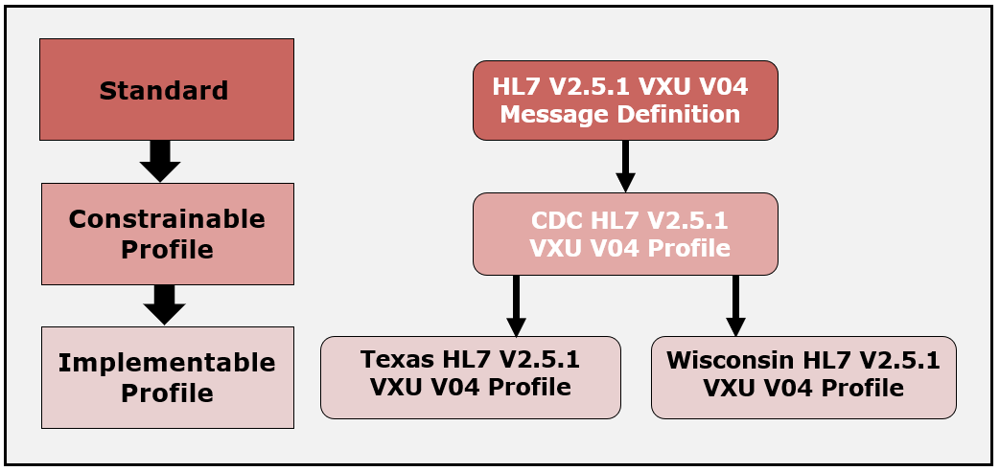 Standard
Constrainable
Profile
Implementable
Profile
HL7 V2.5.1 VXU V04
Message Definition
CDC HL7 V2.5.1
VXU V04 Profile
Texas HL7 V2.5.1
VXU V04 Profile
Wisconsin HL7 V2.5.1
VXU V04 Profile